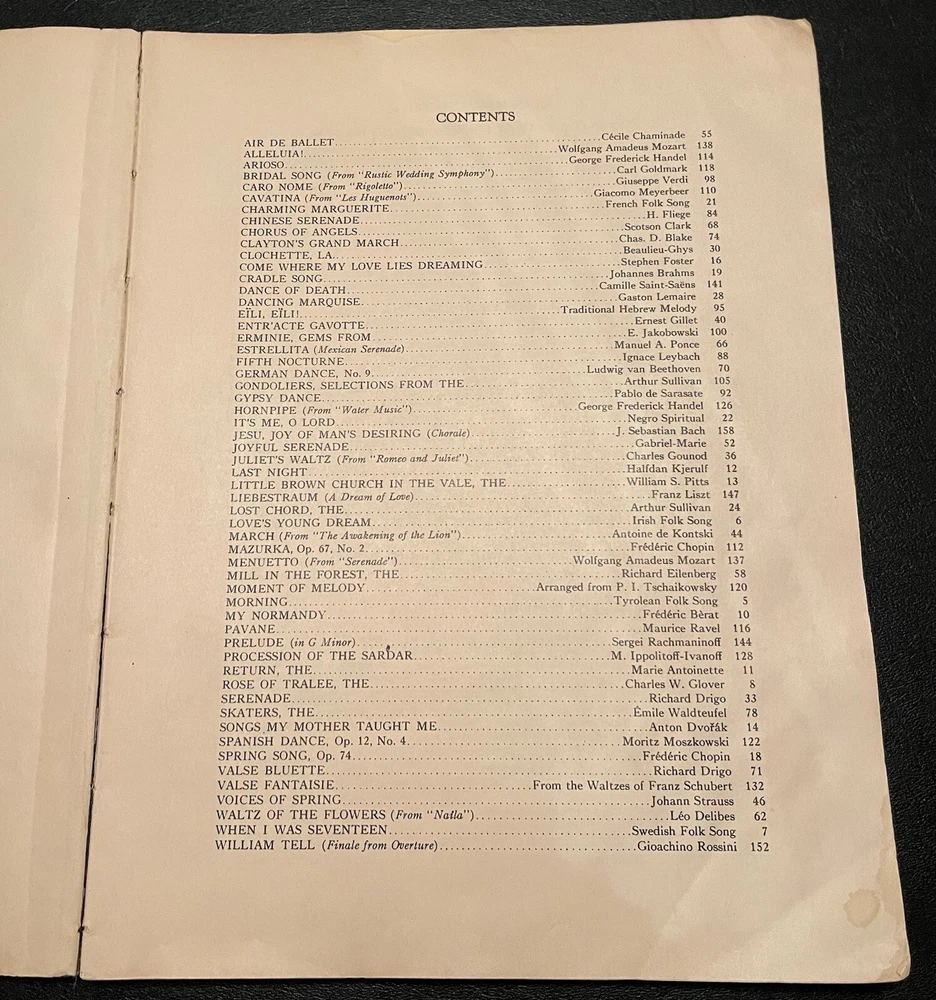 CONTENTS
AIR DE BALLET........Cécile Chaminade 55
ALLELUIA!........Wolfgang Amadeus Mozart 138
ARIOSO........George Frederick Handel 114
BRIDAL SONG (From "Rustic Wedding Symphony")........Carl Goldmark 118
CARO NOME (From "Rigoletto")........Giuseppe Verdi 98
CAVATINA (From "Les Huguenots")........Giacomo Meyerbeer 110
CHARMING MARGUERITE........French Folk Song 21
CHINESE SERENADE........H. Fliege 84
CHORUS OF ANGELS........Scotson Clark 68
CLAYTON'S GRAND MARCH........Chas. D. Blake 74
CLOCHETTE, LA........Beaulieu-Ghys 30
COME WHERE MY LOVE LIES DREAMING........Stephen Foster 16
CRADLE SONG........Johannes Brahms 19
DANCE OF DEATH........Camille Saint-Saëns 141
DANCING MARQUISE........Gaston Lemaire 28
EÏLI, EÏLI!........Traditional Hebrew Melody 95
ENTR'ACTE GAVOTTE........Ernest Gillet 40
ERMINIE, GEMS FROM........E. Jakobowski 100
ESTRELLITA (Mexican Serenade)........Manuel A. Ponce 66
FIFTH NOCTURNE........Ignace Leybach 88
GERMAN DANCE, No. 9........Ludwig van Beethoven 70
GONDOLIERS, SELECTIONS FROM THE........Arthur Sullivan 105
GYPSY DANCE........Pablo de Sarasate 92
HORNPIPE (From "Water Music")........George Frederick Handel 126
IT'S ME, O LORD........Negro Spiritual 22
JESU, JOY OF MAN'S DESIRING (Chorale)........J. Sebastian Bach 158
JOYFUL SERENADE........Gabriel-Marie 52
JULIET'S WALTZ (From "Romeo and Juliet")........Charles Gounod 36
LAST NIGHT........Halfdan Kjerulf 12
LITTLE BROWN CHURCH IN THE VALE, THE........William S. Pitts 13
LIEBESTRAUM (A Dream of Love)........Franz Liszt 147
LOST CHORD, THE........Arthur Sullivan 24
LOVE'S YOUNG DREAM........Irish Folk Song 6
MARCH (From "The Awakening of the Lion")........Antoine de Kontski 44
MAZURKA, Op. 67, No. 2........Frédéric Chopin 112
MENUETTO (From "Serenade")........Wolfgang Amadeus Mozart 137
MILL IN THE FOREST, THE........Richard Eilenberg 58
MOMENT OF MELODY........Arranged from P. I. Tschaikowsky 120
MORNING........Tyrolean Folk Song 5
MY NORMANDY........Frédéric Bèrat 10
PAVANE........Maurice Ravel 116
PRELUDE (in G Minor)........Sergei Rachmaninoff 144
PROCESSION OF THE SARDAR........M. Ippolitoff-Ivanoff 128
RETURN, THE........Marie Antoinette 11
ROSE OF TRALEE, THE........Charles W. Glover 8
SERENADE........Richard Drigo 33
SKATERS, THE........Émile Waldteufel 78
SONGS MY MOTHER TAUGHT ME........Anton Dvořák 14
SPANISH DANCE, Op. 12, No. 4........Moritz Moszkowski 122
SPRING SONG, Op. 74........Frédéric Chopin 18
VALSE BLUETTE........Richard Drigo 71
VALSE FANTAISIE........From the Waltzes of Franz Schubert 132
VOICES OF SPRING........Johann Strauss 46
WALTZ OF THE FLOWERS (From "Naïla")........Léo Delibes 62
WHEN I WAS SEVENTEEN........Swedish Folk Song 7
WILLIAM TELL (Finale from Overture)........Gioachino Rossini 152